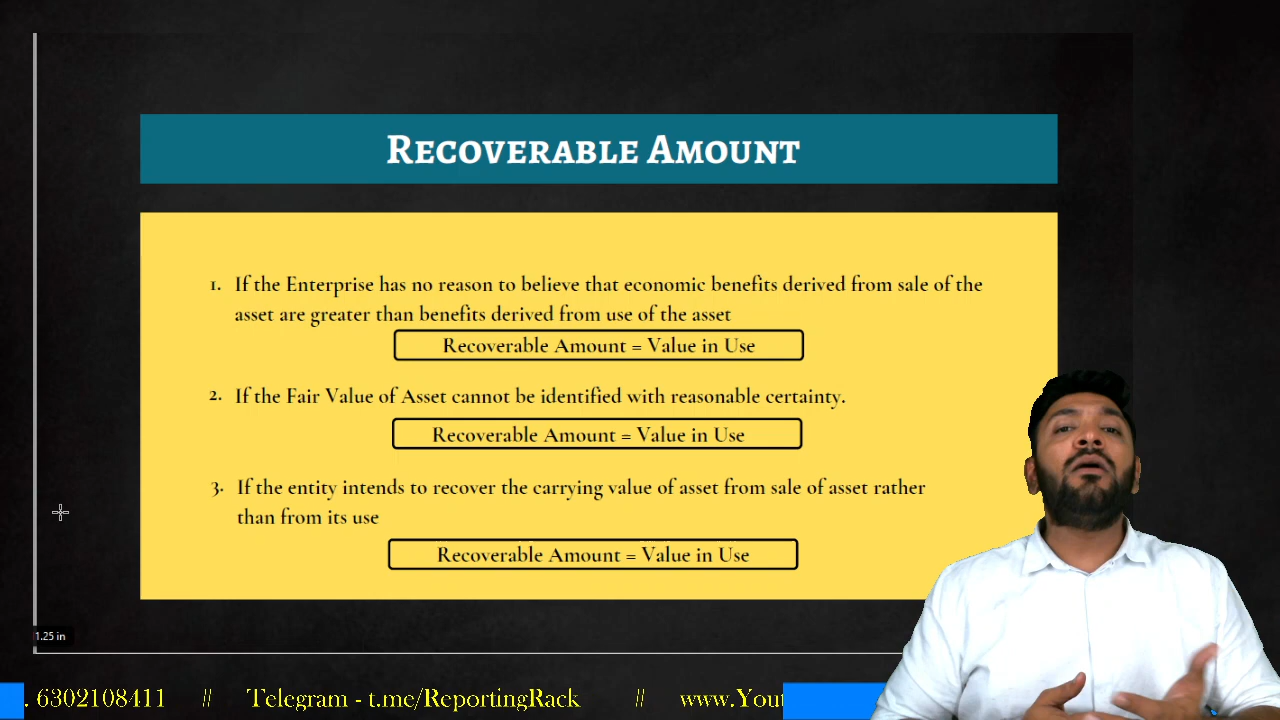 Recoverable Amount
1. If the Enterprise has no reason to believe that economic benefits derived from sale of the
asset are greater than benefits derived from use of the asset
Recoverable Amount = Value in Use
2. If the Fair Value of Asset cannot be identified with reasonable certainty.
Recoverable Amount = Value in Use
3. If the entity intends to recover the carrying value of asset from sale of asset rather
than from its use
Recoverable Amount = Value in Use
1.25 in
. 6302108411 // Telegram - t.me/ReportingRack // www.Yout